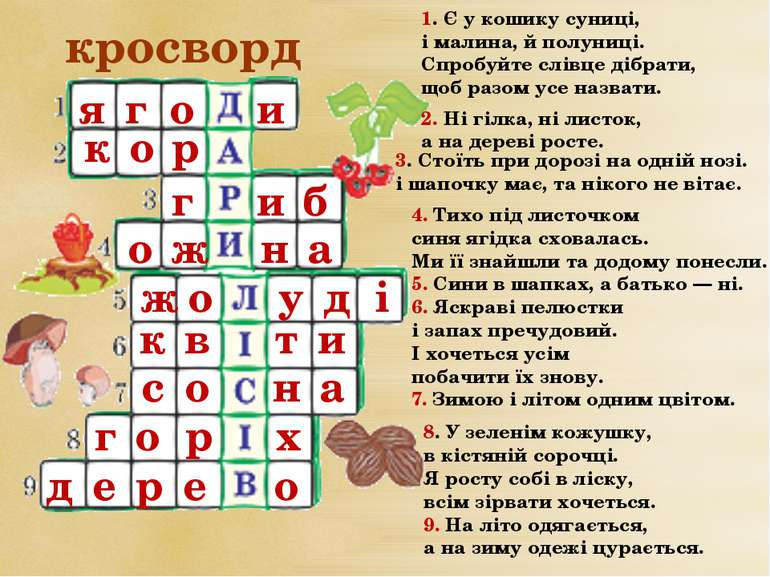 кросворд
1 я г о Д и
2 к о р А
3 г Р и б
4 о ж И н а
5 ж о Л у д і
6 к в І т и
7 с о С н а
8 г о р І х
9 д е р е В о
1. Є у кошику суниці,
і малина, й полуниці.
Спробуйте слівце дібрати,
щоб разом усе назвати.
2. Ні гілка, ні листок,
а на дереві росте.
3. Стоїть при дорозі на одній нозі.
і шапочку має, та нікого не вітає.
4. Тихо під листочком
синя ягідка сховалась.
Ми її знайшли та додому понесли.
5. Сини в шапках, а батько — ні.
6. Яскраві пелюстки
і запах пречудовий.
І хочеться усім
побачити їх знову.
7. Зимою і літом одним цвітом.
8. У зеленім кожушку,
в кістяній сорочці.
Я росту собі в ліску,
всім зірвати хочеться.
9. На літо одягається,
а на зиму одежі цурається.